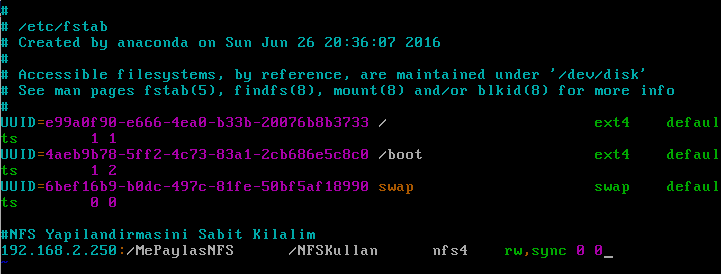 #
# /etc/fstab
# Created by anaconda on Sun Jun 26 20:36:07 2016
#
# Accessible filesystems, by reference, are maintained under '/dev/disk'
# See man pages fstab(5), findfs(8), mount(8) and/or blkid(8) for more info
#
UUID=e99a0f90-e666-4ea0-b33b-20076b8b3733 / ext4 defaul
ts 1 1
UUID=4aeb9b78-5ff2-4c73-83a1-2cb686e5c8c0 /boot ext4 defaul
ts 1 2
UUID=6bef16b9-b0dc-497c-81fe-50bf5af18990 swap swap defaul
ts 0 0
#NFS Yapilandirmasini Sabit Kilalim
192.168.2.250:/MePaylasNFS /NFSKullan nfs4 rw,sync 0 0_
~